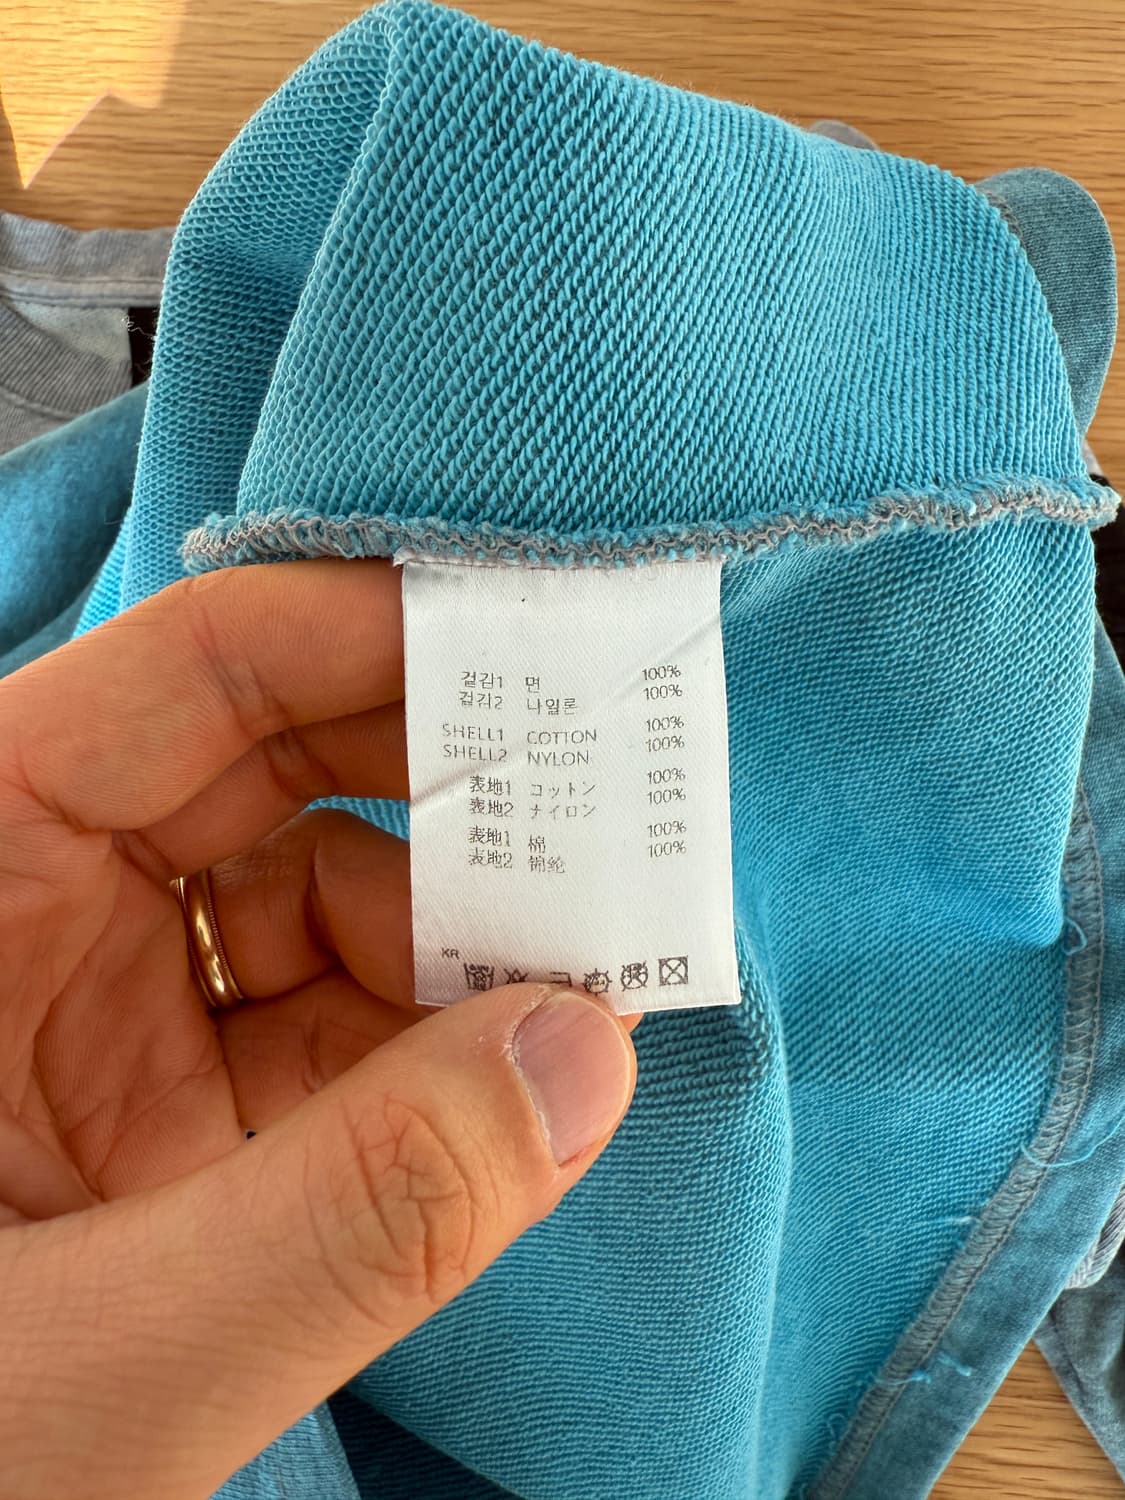 겉감1 면 100%
겉감2 나일론 100%
SHELL1 COTTON 100%
SHELL2 NYLON 100%
表地1 コットン 100%
表地2 ナイロン 100%
表地1 棉 100%
表地2 锦纶 100%
KR